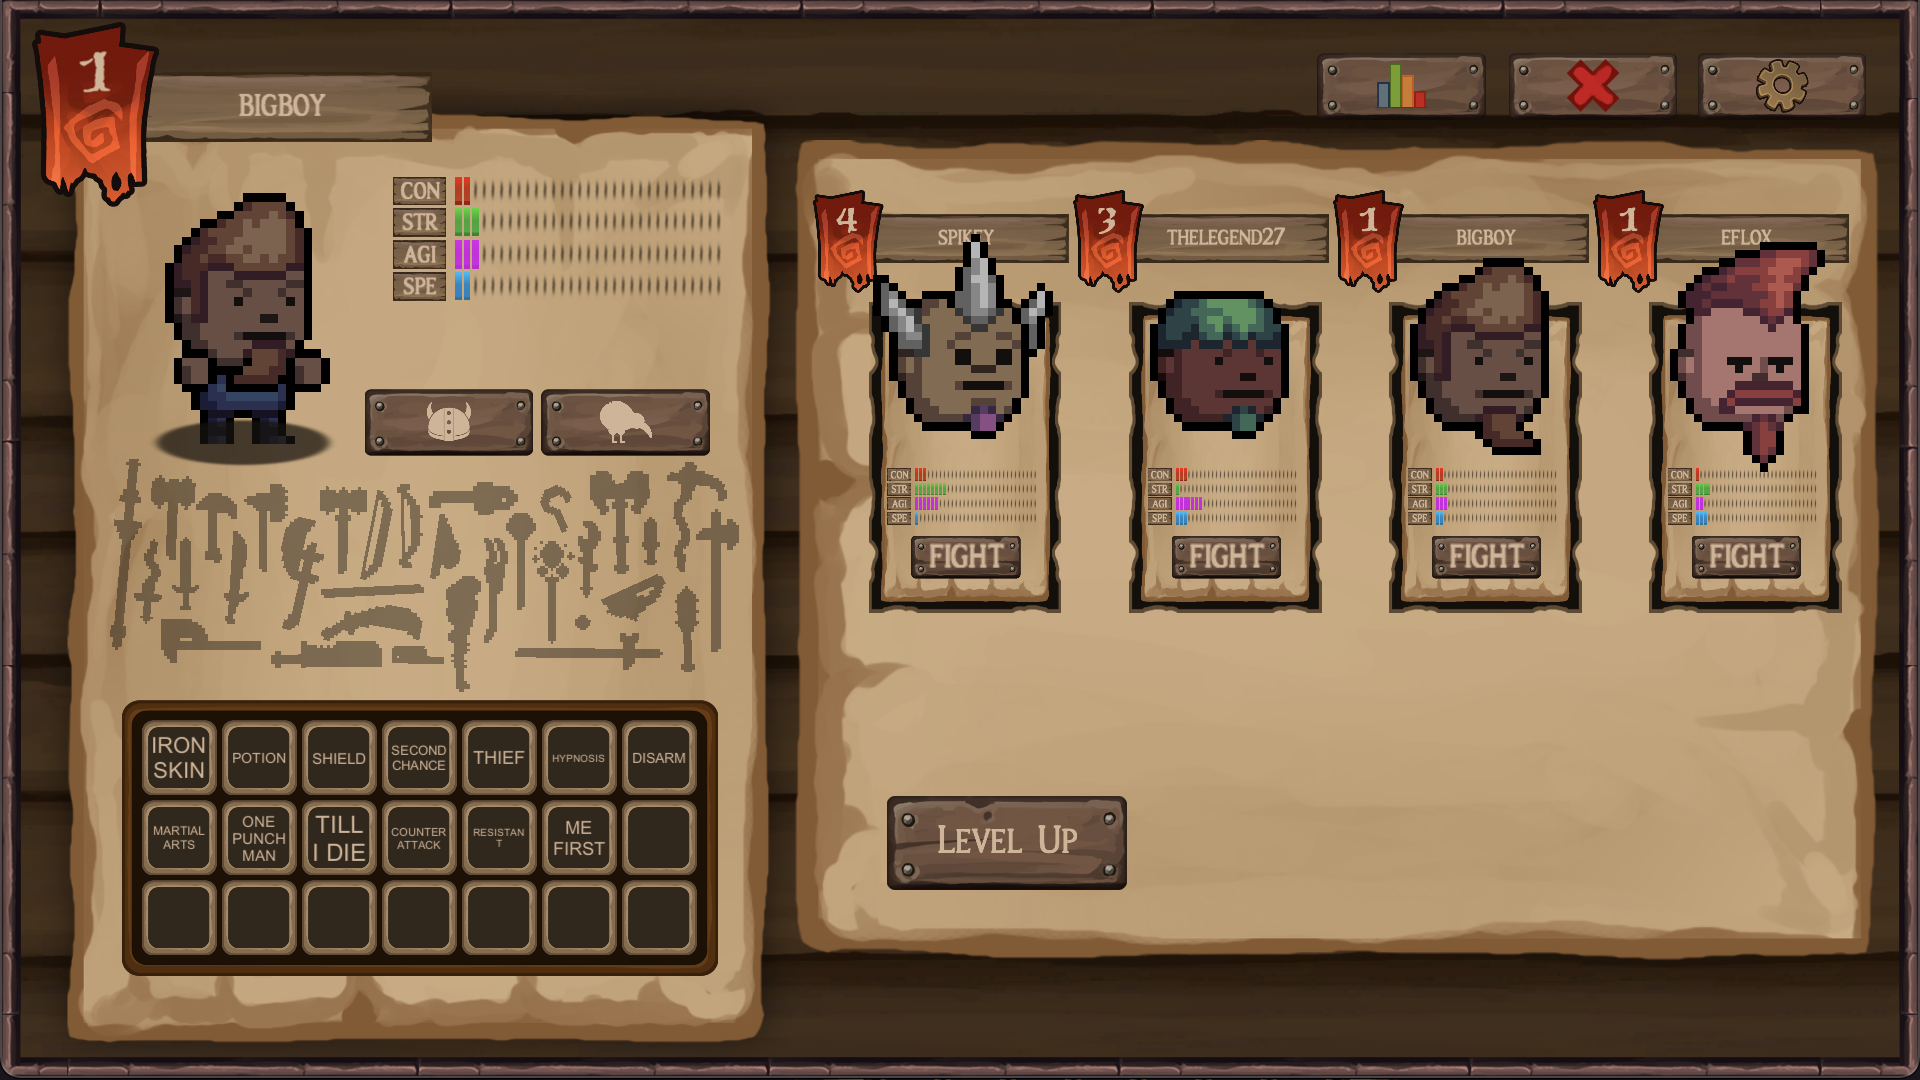 1
BIGBOY
CON
STR
AGI
SPE
IRON
SKIN
POTION
SHIELD
SECOND
CHANCE
THIEF
HYPNOSIS
DISARM
MARTIAL
ARTS
ONE
PUNCH
MAN
TILL
I DIE
COUNTER
ATTACK
RESISTAN
T
ME
FIRST
4
SPIKEY
CON
STR
AGI
SPE
FIGHT
3
THELEGEND27
CON
STR
AGI
SPE
FIGHT
1
BIGBOY
CON
STR
AGI
SPE
FIGHT
1
EFLOX
CON
STR
AGI
SPE
FIGHT
LEVEL UP